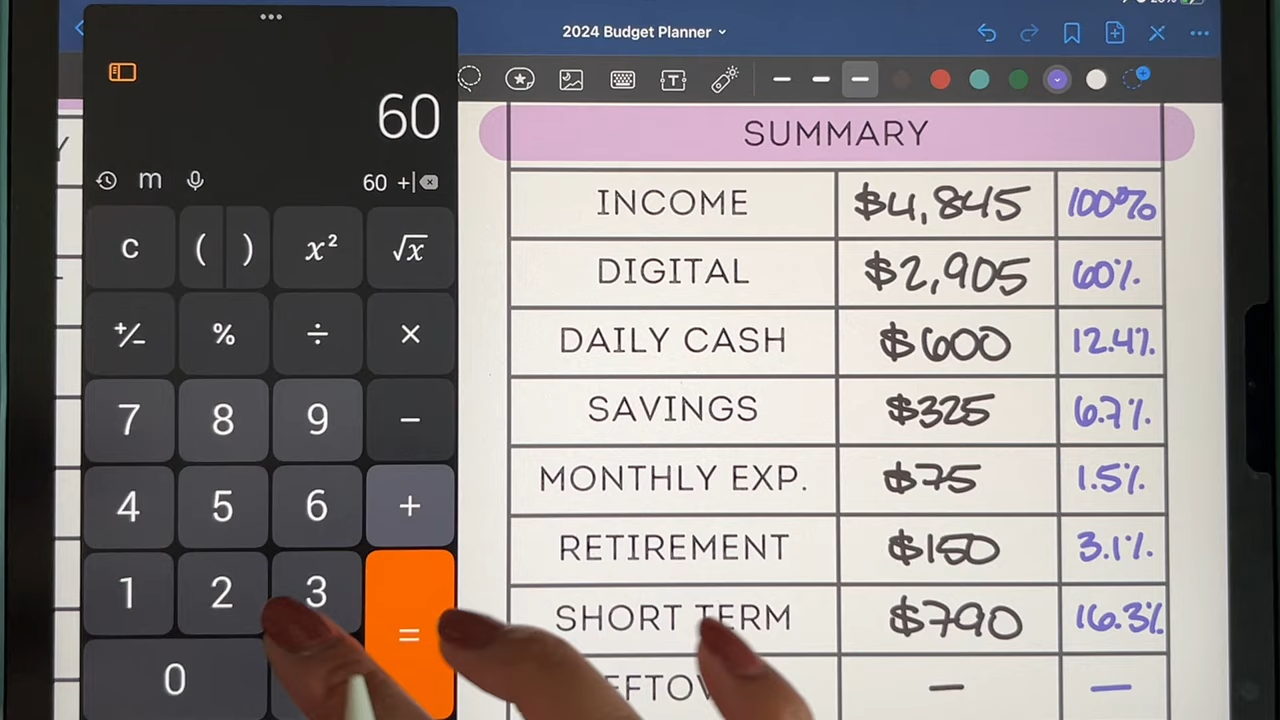 2024 Budget Planner
60
m
60 +
c ( ) x² √x
+/- % ÷ ×
7 8 9 −
4 5 6 +
1 2 3
0 =
SUMMARY
INCOME $4,845 100%
DIGITAL $2,905 60%
DAILY CASH $600 12.4%
SAVINGS $325 6.7%
MONTHLY EXP. $75 1.5%
RETIREMENT $150 3.1%
SHORT TERM $790 16.3%
— —